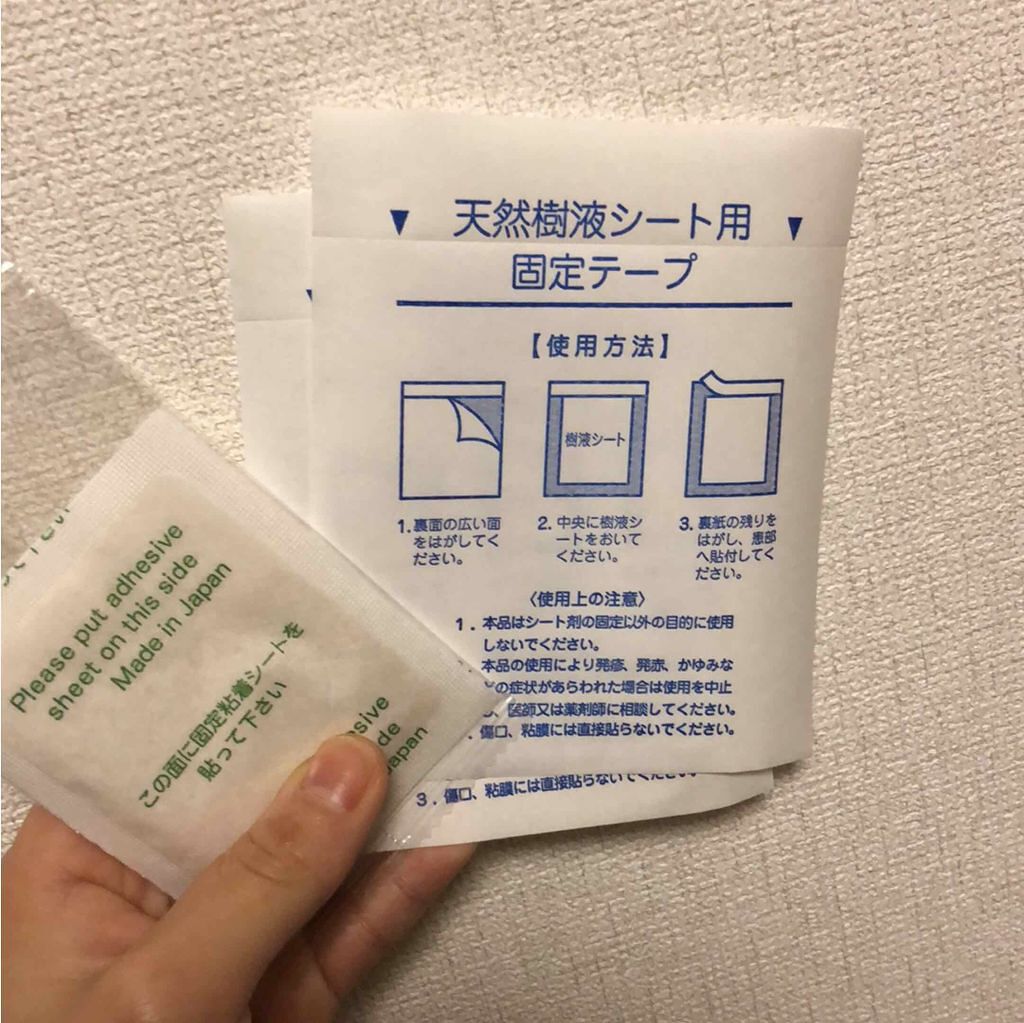 天然樹液シート用
固定テープ
【使用方法】
樹液シート
1. 裏面の広い面
をはがしてく
ださい。
2. 中央に樹液シ
ートをおいて
ください。
3. 裏紙の残りを
はがし、患部
へ貼付してく
ださい。
〈使用上の注意〉
1. 本品はシート剤の固定以外の目的に使用
しないでください。
本品の使用により発疹、発赤、かゆみな
の症状があらわれた場合は使用を中止
、医師又は薬剤師に相談してください。
傷口、粘膜には直接貼らないでください。
3. 傷口、粘膜には直接貼らないでください。
Please put adhesive
sheet on this side
Made in Japan
この面に固定粘着シートを
貼って下さい
sive
de
Japan